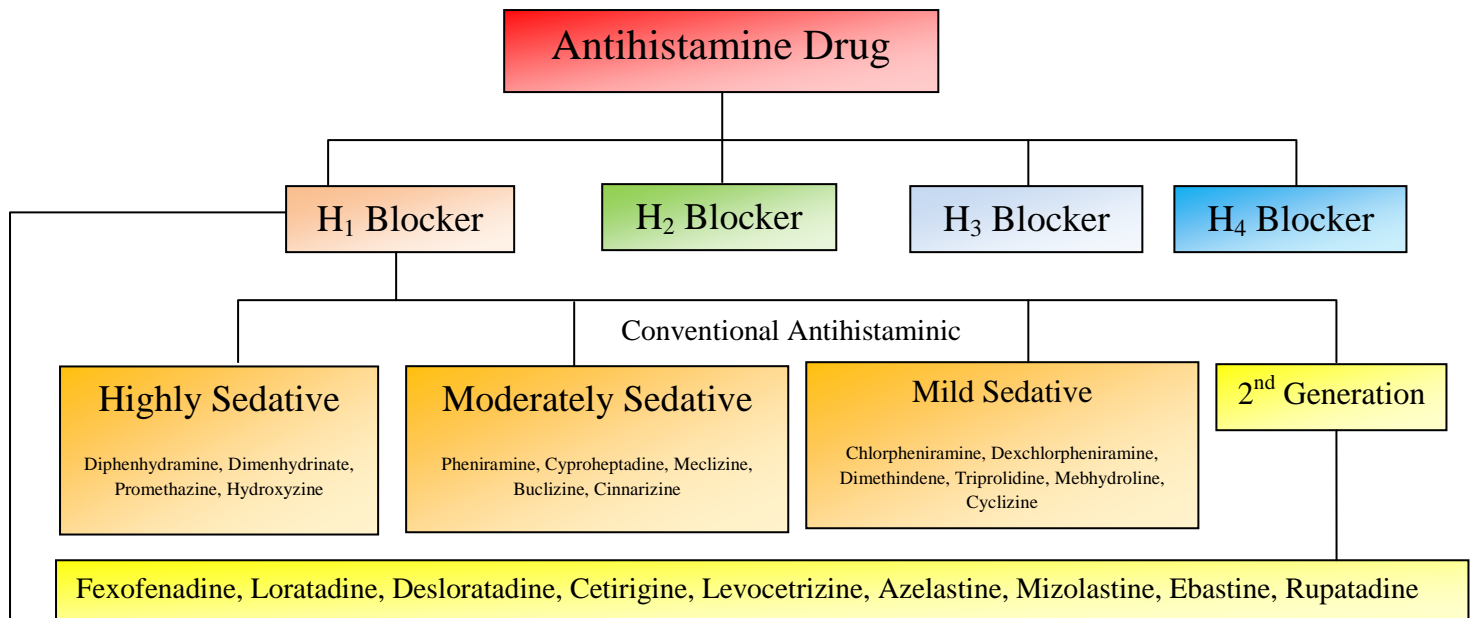 Antihistamine Drug
H₁ Blocker
H₂ Blocker
H₃ Blocker
H₄ Blocker
Conventional Antihistaminic
Highly Sedative
Diphenhydramine, Dimenhydrinate,
Promethazine, Hydroxyzine
Moderately Sedative
Pheniramine, Cyproheptadine, Meclizine,
Buclizine, Cinnarizine
Mild Sedative
Chlorpheniramine, Dexchlorpheniramine,
Dimethindene, Triprolidine, Mebhydroline,
Cyclizine
2nd Generation
Fexofenadine, Loratadine, Desloratadine, Cetirigine, Levocetrizine, Azelastine, Mizolastine, Ebastine, Rupatadine